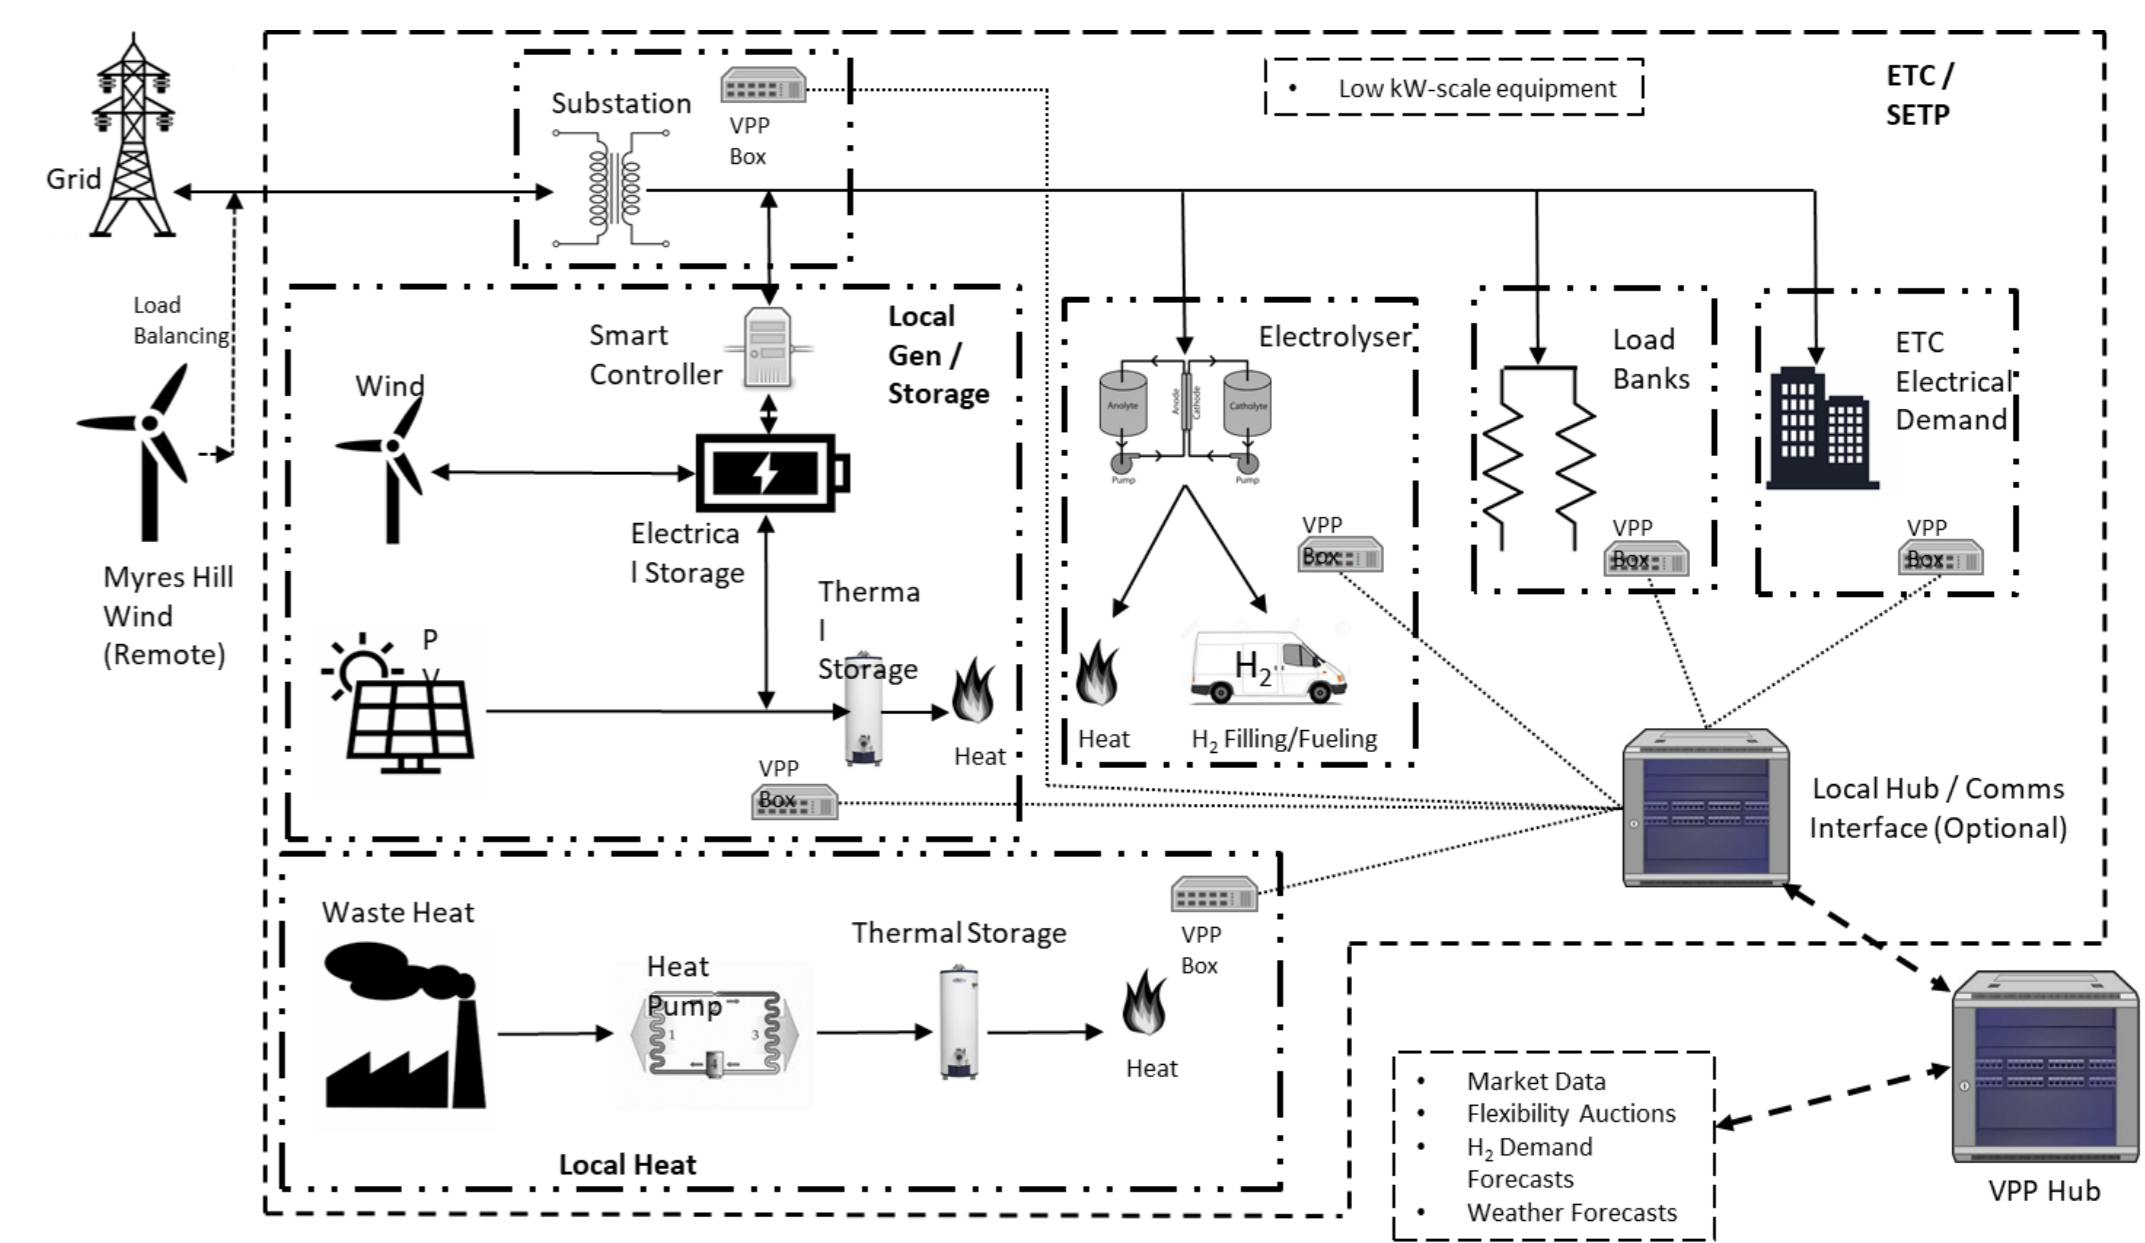 Grid
Load
Balancing
Myres Hill
Wind
(Remote)
Substation
VPP
Box
• Low kW-scale equipment
ETC /
SETP
Smart
Controller
Local
Gen /
Storage
Wind
Electrica
l Storage
Therma
l
Storage
P
V
Heat
VPP
Box
Electrolyser
Anolyte
Anode
Cathode
Catholyte
Pump
Pump
VPP
Box
H2
Heat
H2 Filling/Fueling
Load
Banks
VPP
Box
ETC
Electrical
Demand
VPP
Box
Local Hub / Comms
Interface (Optional)
Waste Heat
Heat
Pump
1
3
4
Thermal Storage
Heat
VPP
Box
Local Heat
• Market Data
• Flexibility Auctions
• H2 Demand
Forecasts
• Weather Forecasts
VPP Hub